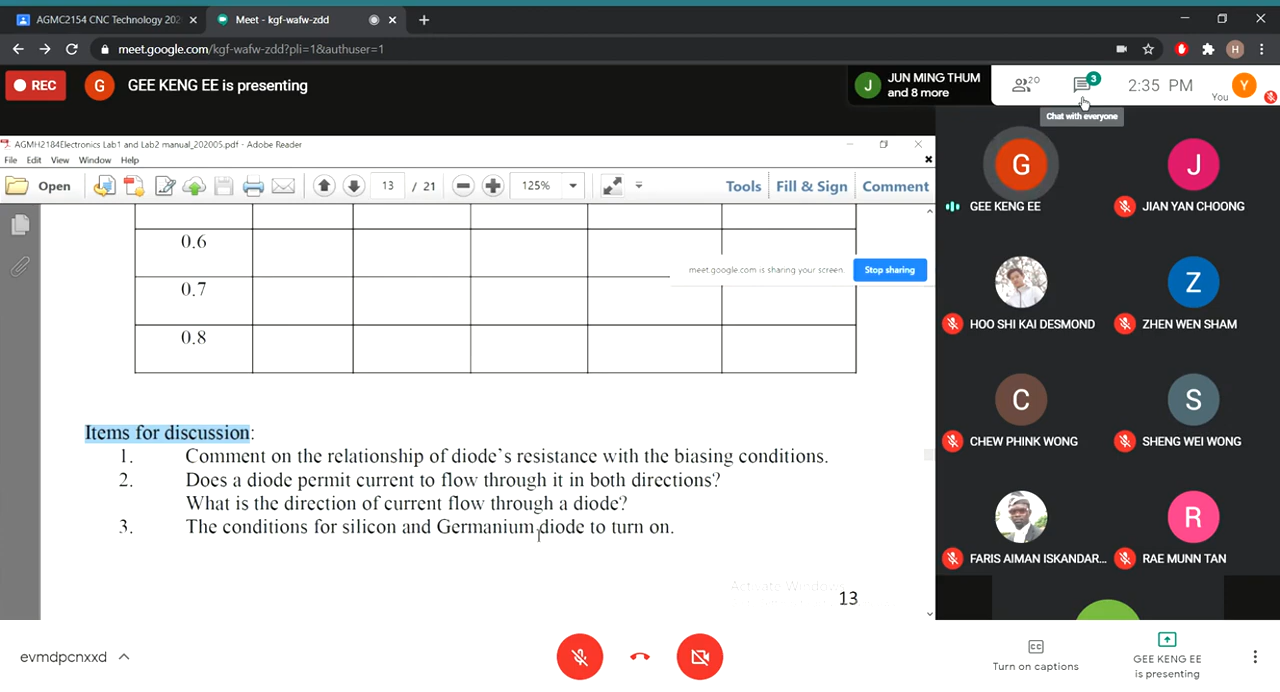 AGMC2154 CNC Technology 202
Meet - kgf-wafw-zdd
meet.google.com/kgf-wafw-zdd?pli=1&authuser=1
H
REC
G
GEE KENG EE is presenting
J
JUN MING THUM
and 8 more
20
3
2:35 PM
You
Y
Chat with everyone
AGMH2184Electronics Lab1 and Lab2 manual_202005.pdf - Adobe Reader
File Edit View Window Help
Open
13 / 21
125%
Tools
Fill & Sign
Comment
0.6
0.7
0.8
meet.google.com is sharing your screen.
Stop sharing
Items for discussion:
1. Comment on the relationship of diode's resistance with the biasing conditions.
2. Does a diode permit current to flow through it in both directions?
What is the direction of current flow through a diode?
3. The conditions for silicon and Germanium diode to turn on.
Activate Windows
13
G
GEE KENG EE
J
JIAN YAN CHOONG
HOO SHI KAI DESMOND
Z
ZHEN WEN SHAM
C
CHEW PHINK WONG
S
SHENG WEI WONG
FARIS AIMAN ISKANDAR...
R
RAE MUNN TAN
evmdpcnxxd
CC
Turn on captions
GEE KENG EE
is presenting